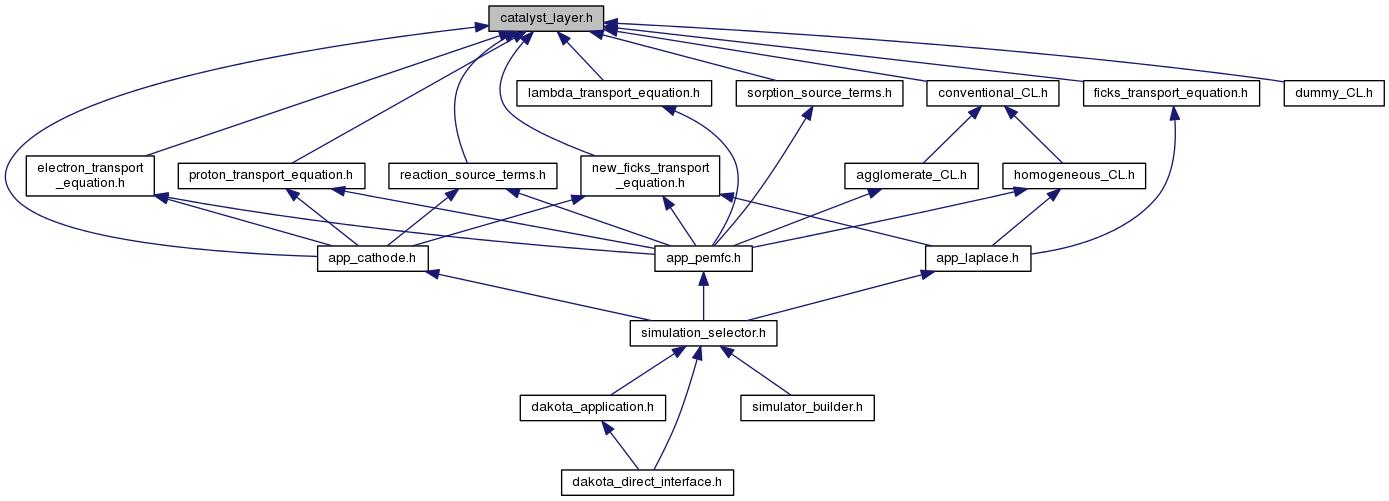 catalyst_layer.h
lambda_transport_equation.h
sorption_source_terms.h
conventional_CL.h
ficks_transport_equation.h
dummy_CL.h
electron_transport
_equation.h
proton_transport_equation.h
reaction_source_terms.h
new_ficks_transport
_equation.h
agglomerate_CL.h
homogeneous_CL.h
app_cathode.h
app_pemfc.h
app_laplace.h
simulation_selector.h
dakota_application.h
simulator_builder.h
dakota_direct_interface.h